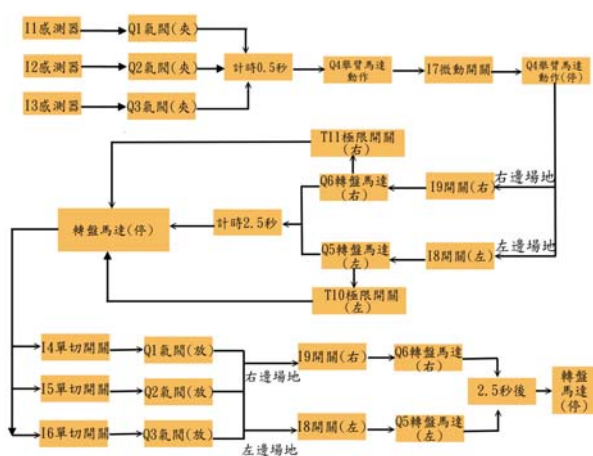 I1感測器
Q1氣閥(夾)
I2感測器
Q2氣閥(夾)
計時0.5秒
Q4舉臂馬達
動作
I7微動開關
Q4舉臂馬達
動作(停)
I3感測器
Q3氣閥(夾)
T11極限開關
(右)
Q6轉盤馬達
(右)
I9開關(右)
右邊場地
轉盤馬達(停)
計時2.5秒
Q5轉盤馬達
(左)
I8開關(左)
左邊場地
T10極限開關
(左)
I4單切開關
Q1氣閥(放)
I9開關(右)
Q6轉盤馬達
(右)
右邊場地
I5單切開關
Q2氣閥(放)
2.5秒後
轉盤
馬達
(停)
I6單切開關
Q3氣閥(放)
左邊場地
I8開關(左)
Q5轉盤馬達
(左)